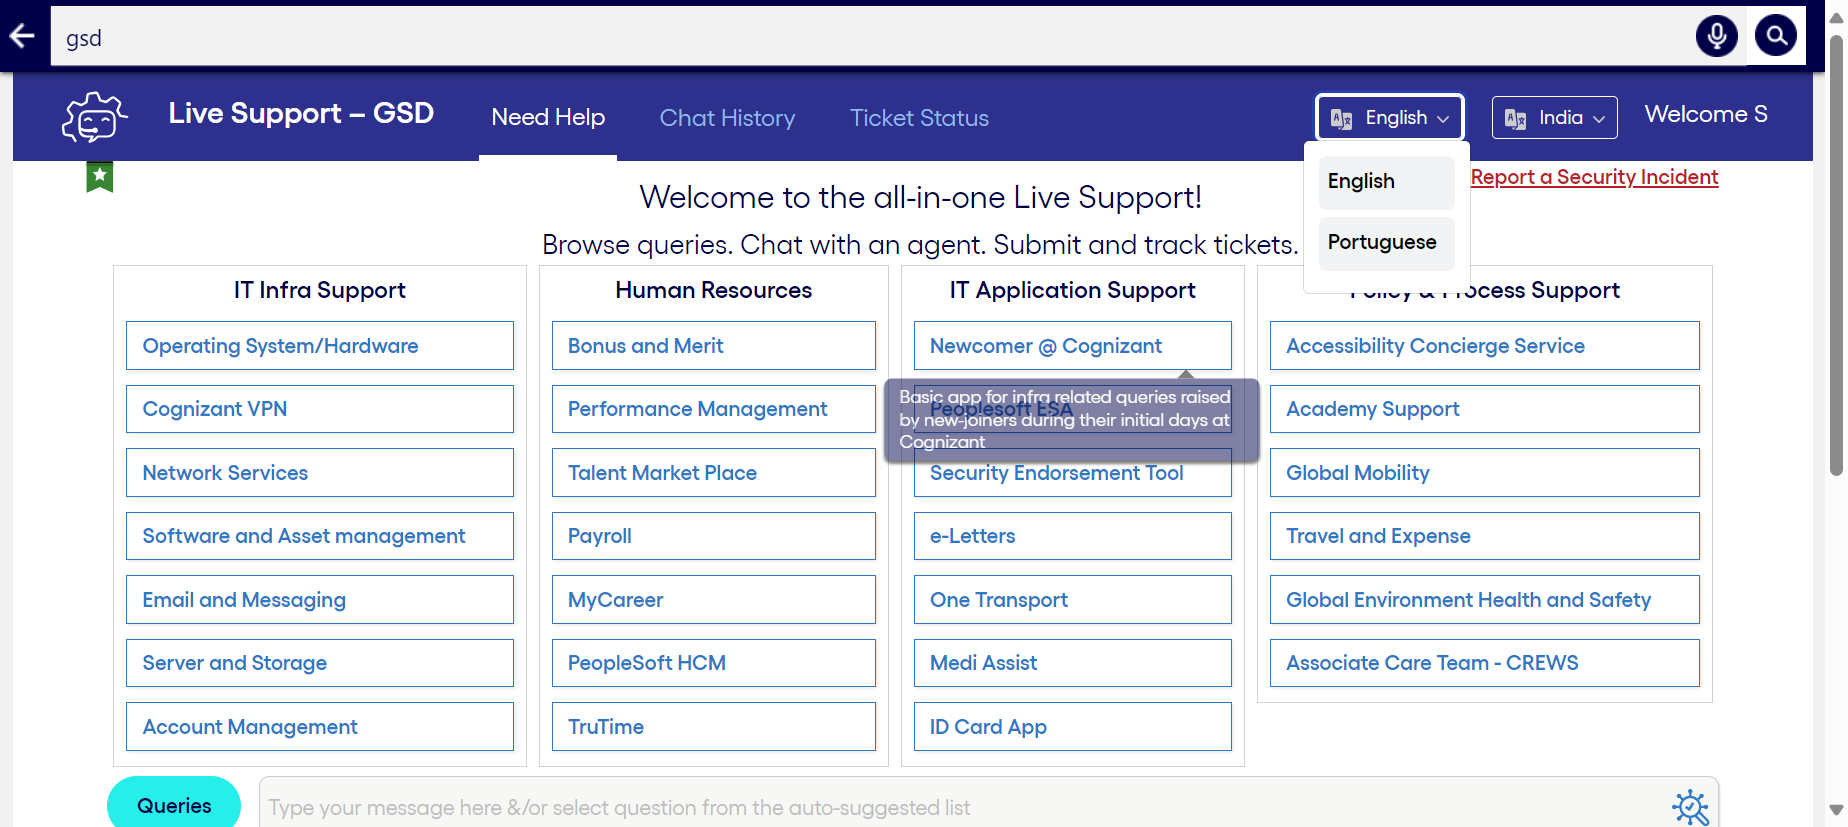 gsd
Live Support – GSD
Need Help
Chat History
Ticket Status
English
India
Welcome S
English
Portuguese
Report a Security Incident
Welcome to the all-in-one Live Support!
Browse queries. Chat with an agent. Submit and track tickets.
IT Infra Support
Operating System/Hardware
Cognizant VPN
Network Services
Software and Asset management
Email and Messaging
Server and Storage
Account Management
Human Resources
Bonus and Merit
Performance Management
Talent Market Place
Payroll
MyCareer
PeopleSoft HCM
TruTime
IT Application Support
Newcomer @ Cognizant
Basic app for infra related queries raised
by new-joiners during their initial days at
Cognizant
Peoplesoft ESA
Security Endorsement Tool
e-Letters
One Transport
Medi Assist
ID Card App
Policy & Process Support
Accessibility Concierge Service
Academy Support
Global Mobility
Travel and Expense
Global Environment Health and Safety
Associate Care Team - CREWS
Queries
Type your message here &/or select question from the auto-suggested list